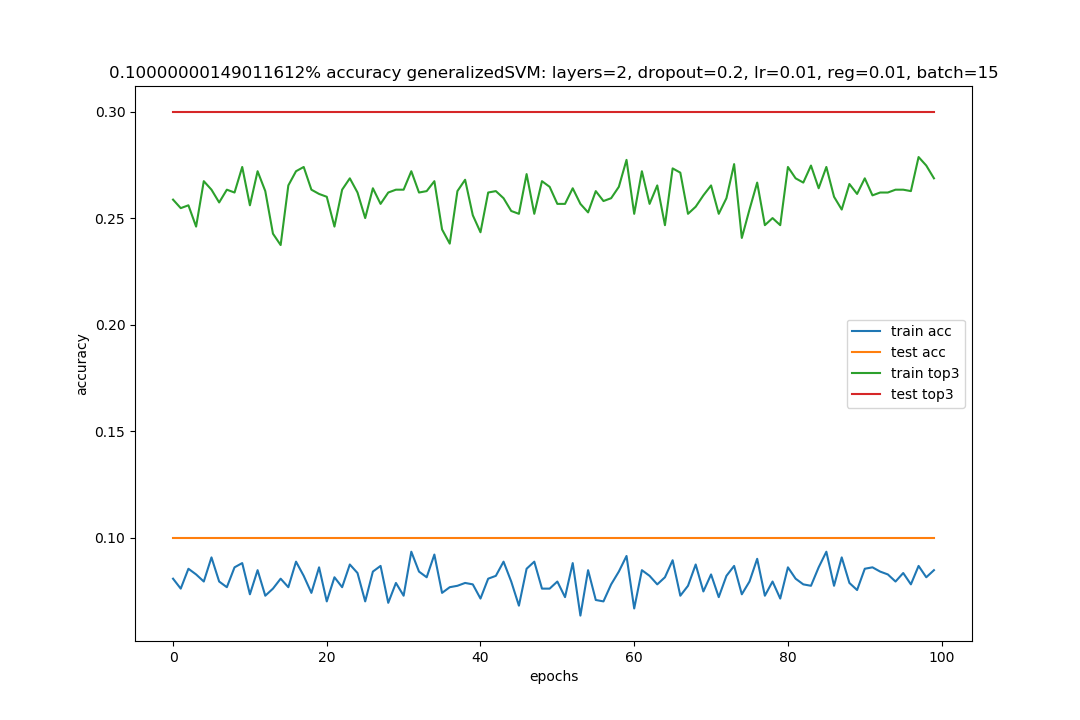 0.10000000149011612% accuracy generalizedSVM: layers=2, dropout=0.2, lr=0.01, reg=0.01, batch=15
0.30
0.25
0.20
0.15
0.10
accuracy
train acc
test acc
train top3
test top3
0
20
40
60
80
100
epochs